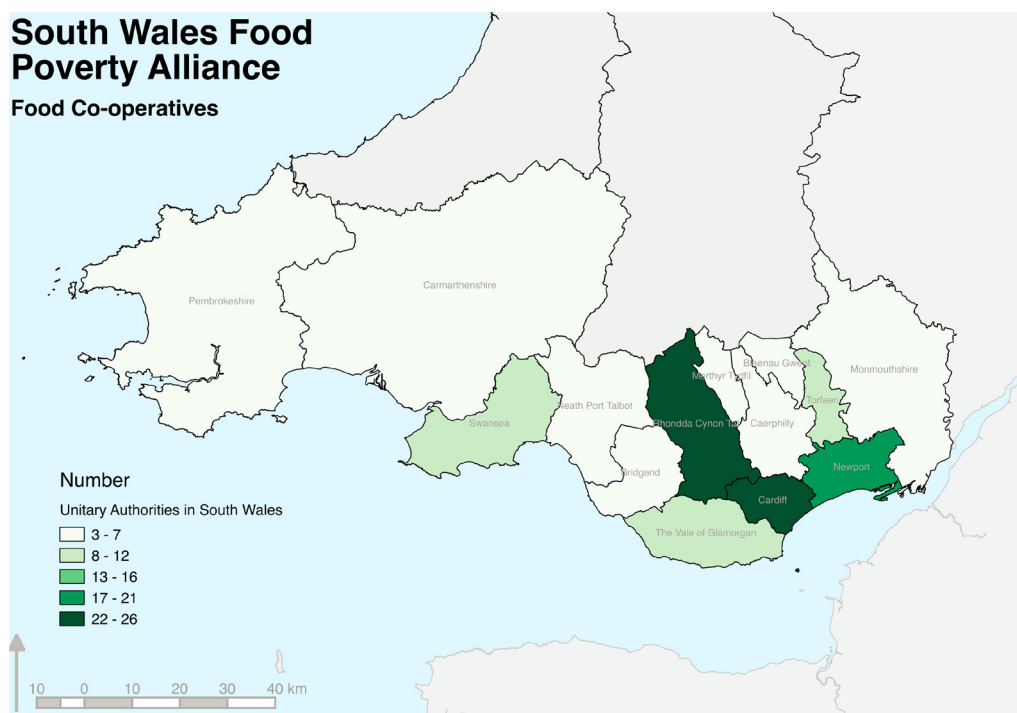 South Wales Food
Poverty Alliance
Food Co-operatives
Carmarthenshire
Pembrokeshire
Blaenau Gwent
Monmouthshire
Merthyr Tydfil
Torfaen
Neath Port Talbot
Swansea
Rhondda Cynon Taf
Caerphilly
Bridgend
Newport
Cardiff
The Vale of Glamorgan
Number
Unitary Authorities in South Wales
3 - 7
8 - 12
13 - 16
17 - 21
22 - 26
10 0 10 20 30 40 km